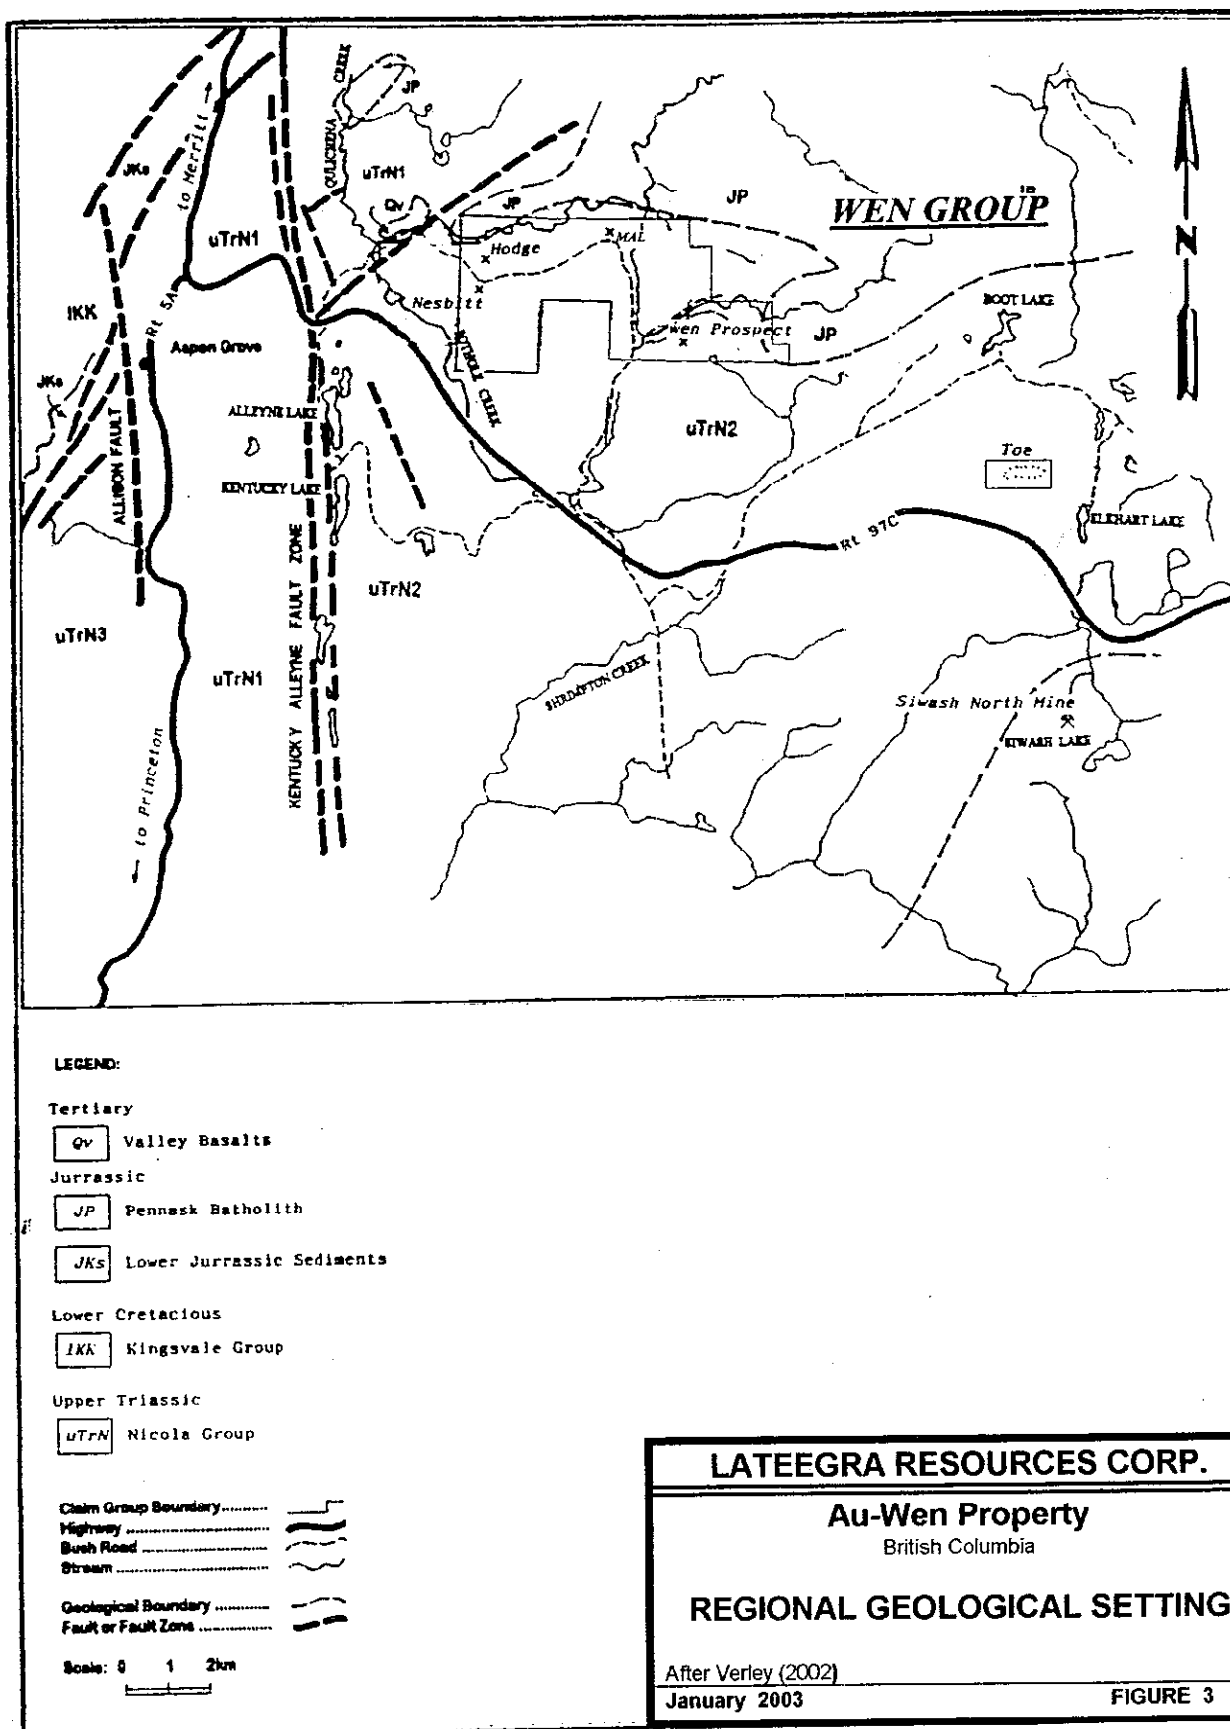 QUILCHENA CREEK
JP
to Merritt
JKs
uTrN1
Qv
JP
JP
WEN GROUP
N
uTrN1
Hodge
MAL
IKK
Rt 5A
Nesbitt
Wen Prospect
JP
BOOT LAKE
Aspen Grove
JKs
POTHOLE CREEK
ALLEYNE LAKE
uTrN2
ALLISON FAULT
Toe
KENTUCKY LAKE
ELKHART LAKE
Rt 97C
KENTUCKY ALLEYNE FAULT ZONE
uTrN2
uTrN3
uTrN1
SHRIMPTON CREEK
Siwash North Mine
SIWASH LAKE
to Princeton
LEGEND:
Tertiary
Qv Valley Basalts
Jurrassic
JP Pennask Batholith
JKs Lower Jurrassic Sediments
Lower Cretacious
IKK Kingsvale Group
Upper Triassic
uTrN Nicola Group
Claim Group Boundary...........
Highway...........
Bush Road...........
Stream...........
Geological Boundary...........
Fault or Fault Zone...........
Scale: 0 1 2km
LATEEGRA RESOURCES CORP.
Au-Wen Property
British Columbia
REGIONAL GEOLOGICAL SETTING
After Verley (2002)
January 2003 FIGURE 3